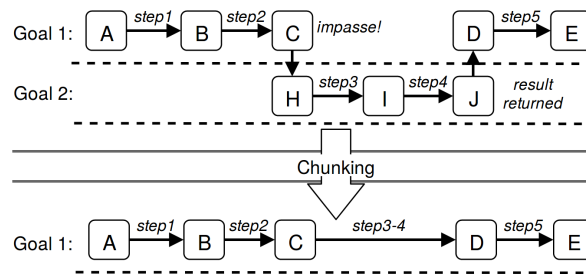 step1 step2 step5
Goal 1: A B C impasse! D E
step3 step4
Goal 2: H I J result
returned
Chunking
step1 step2 step3-4 step5
Goal 1: A B C D E